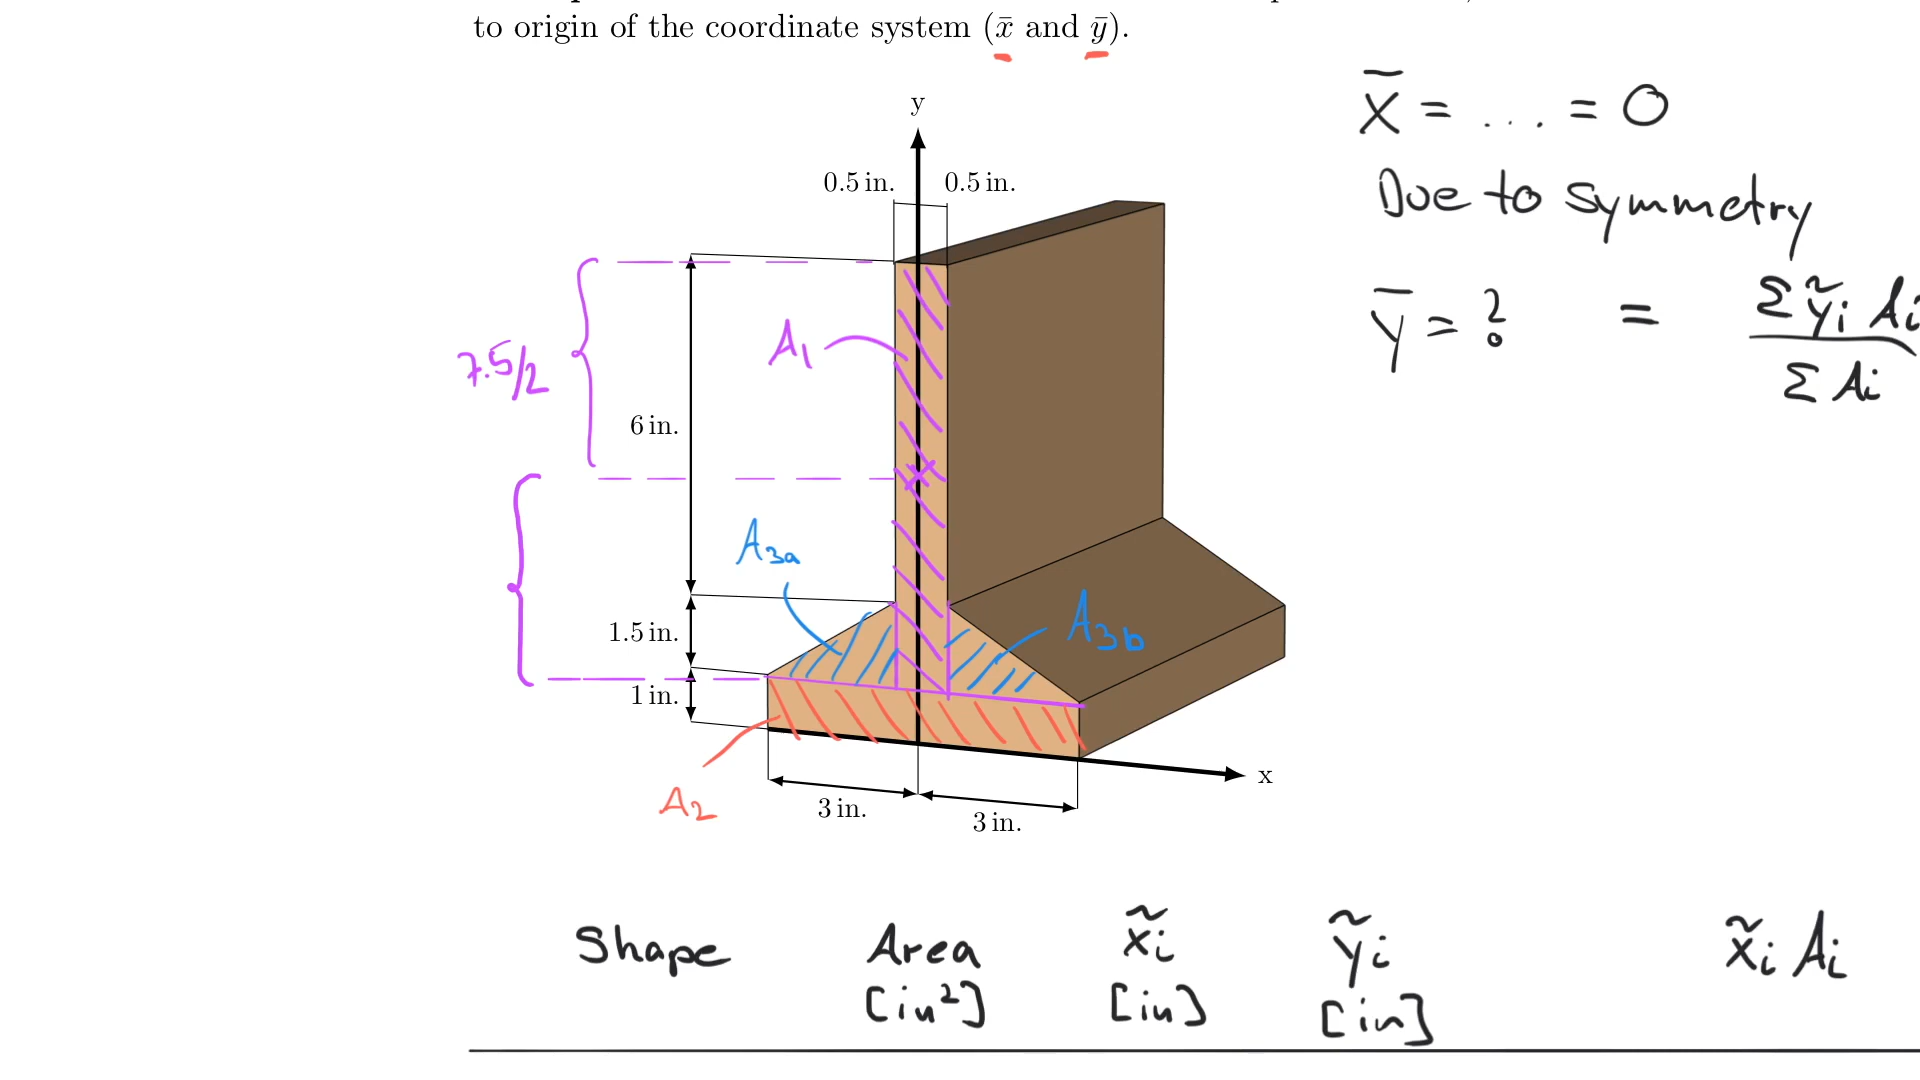 to origin of the coordinate system (x̄ and ȳ).
x̄ = ... = 0
Due to symmetry
ȳ = ? = Σ ỹi Ai
Σ Ai
y
0.5 in. 0.5 in.
A1
7.5/2
6 in.
A3a
A3b
1.5 in.
1 in.
x
A2
3 in.
3 in.
Shape Area x̃i ỹi x̃i Ai
[in²] [in] [in]